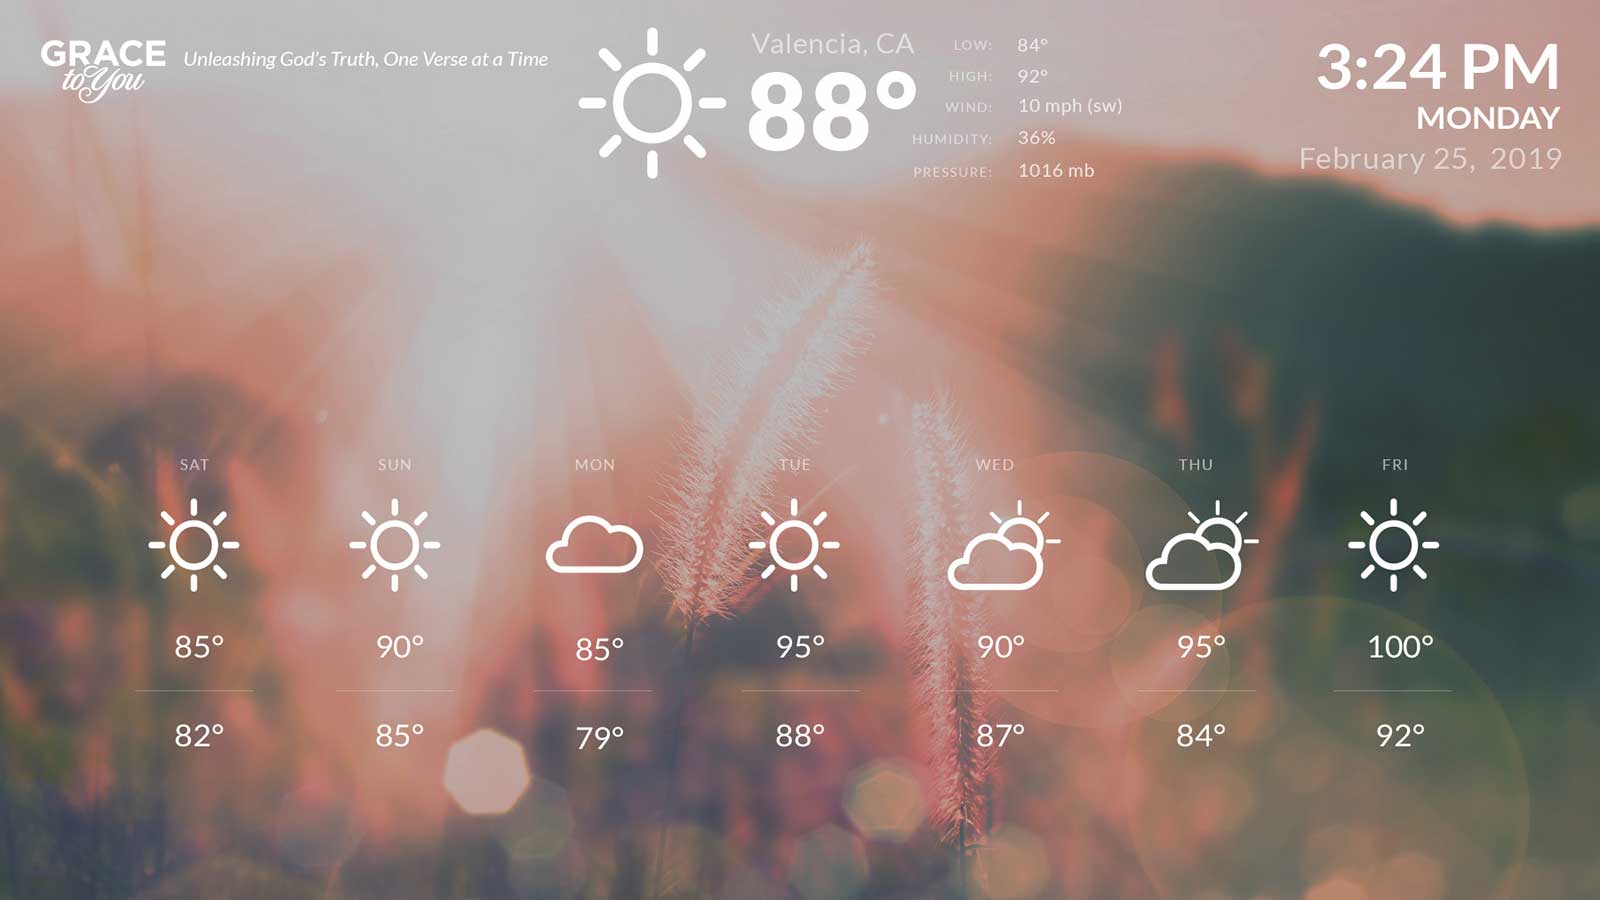 GRACE
to You
Unleashing God's Truth, One Verse at a Time
Valencia, CA
88°
LOW: 84°
HIGH: 92°
WIND: 10 mph (sw)
HUMIDITY: 36%
PRESSURE: 1016 mb
3:24 PM
MONDAY
February 25, 2019
SAT SUN MON TUE WED THU FRI
85° 90° 85° 95° 90° 95° 100°
82° 85° 79° 88° 87° 84° 92°